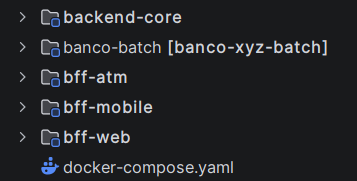 backend-core
banco-batch [banco-xyz-batch]
bff-atm
bff-mobile
bff-web
docker-compose.yaml